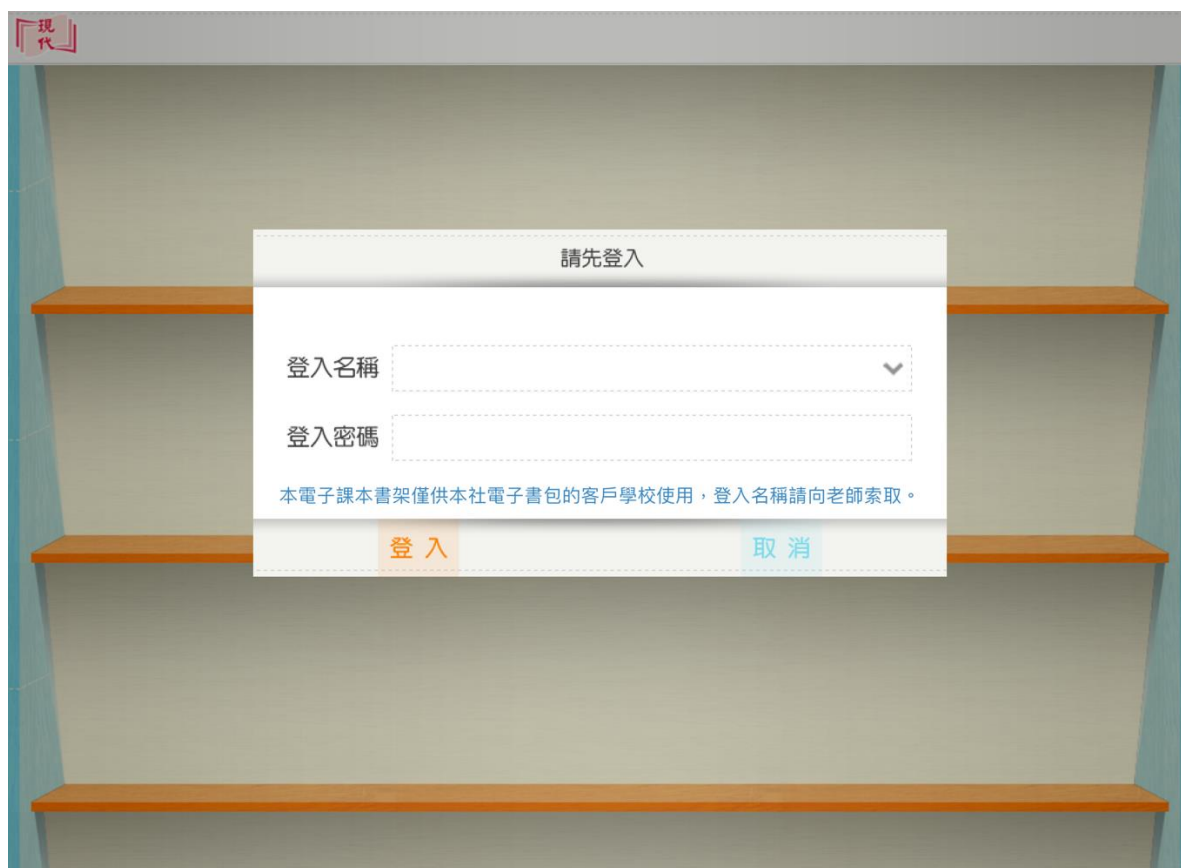 現代
請先登入
登入名稱
登入密碼
本電子課本書架僅供本社電子書包的客戶學校使用，登入名稱請向老師索取。
登入 取消